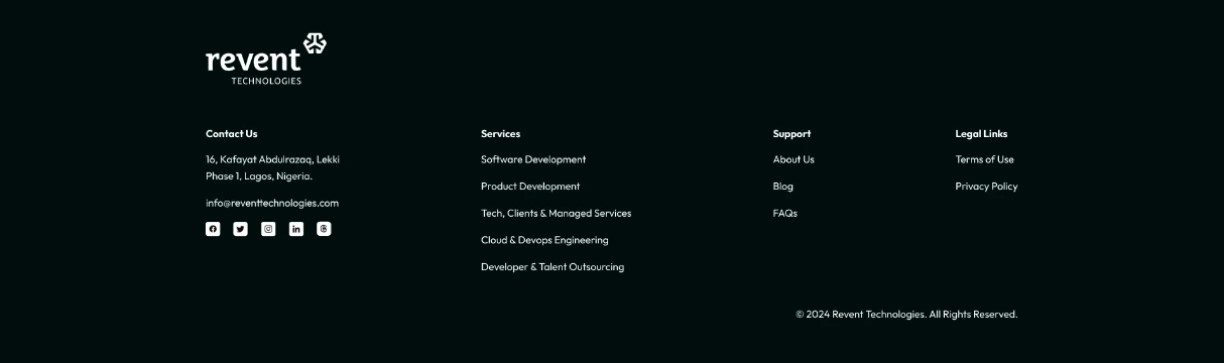 revent
TECHNOLOGIES
Contact Us
16, Kafayat Abdulrazaq, Lekki
Phase 1, Lagos, Nigeria.
info@reventtechnologies.com
Services
Software Development
Product Development
Tech, Clients & Managed Services
Cloud & Devops Engineering
Developer & Talent Outsourcing
Support
About Us
Blog
FAQs
Legal Links
Terms of Use
Privacy Policy
© 2024 Revent Technologies. All Rights Reserved.